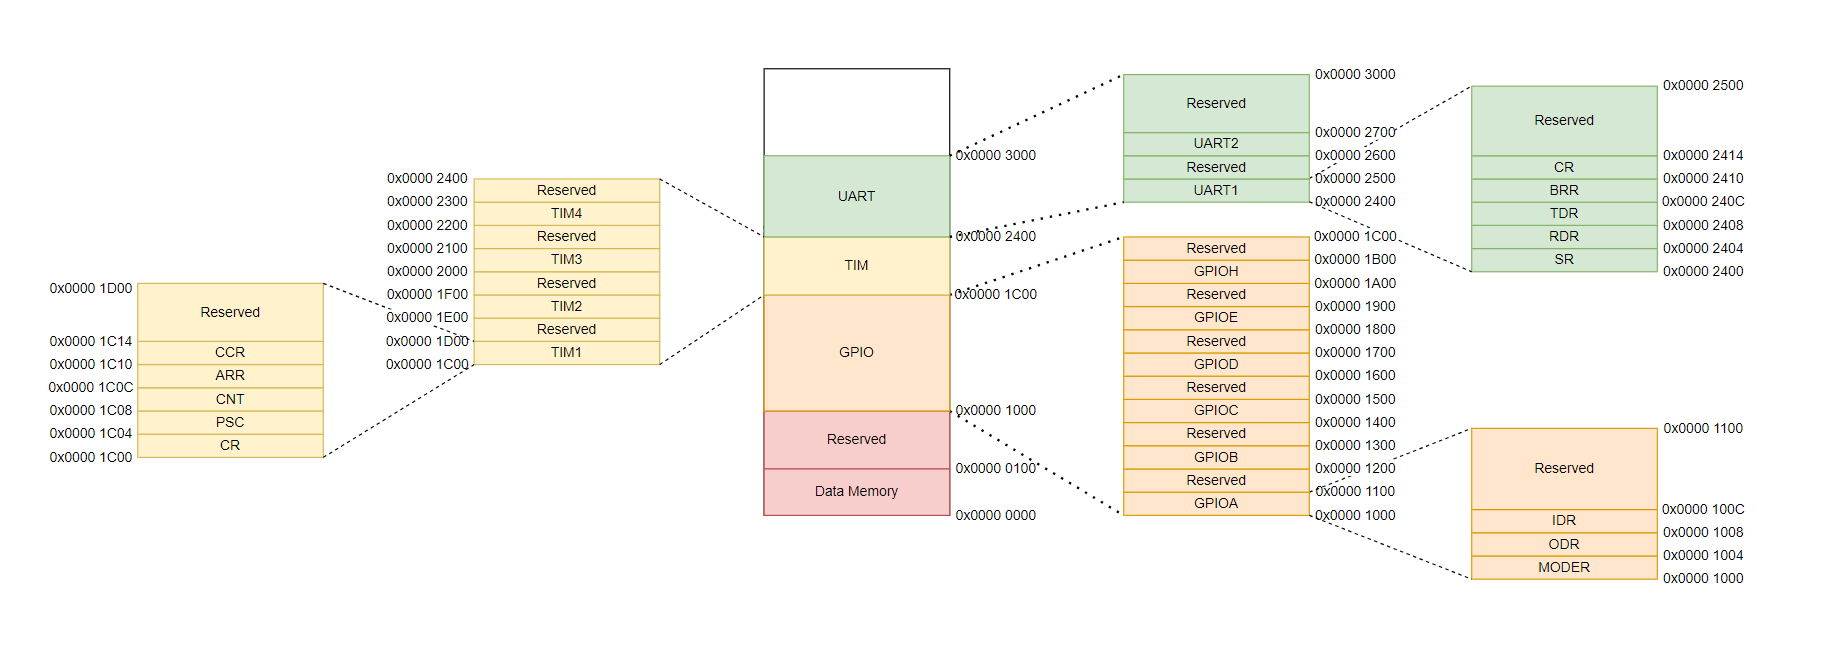 0x0000 1D00
Reserved
0x0000 1C14
CCR
0x0000 1C10
ARR
0x0000 1C0C
CNT
0x0000 1C08
PSC
0x0000 1C04
CR
0x0000 1C00
0x0000 2400
Reserved
0x0000 2300
TIM4
0x0000 2200
Reserved
0x0000 2100
TIM3
0x0000 2000
Reserved
0x0000 1F00
TIM2
0x0000 1E00
Reserved
0x0000 1D00
TIM1
0x0000 1C00
0x0000 3000
UART
0x0000 2400
TIM
0x0000 1C00
GPIO
0x0000 1000
Reserved
0x0000 0100
Data Memory
0x0000 0000
0x0000 3000
Reserved
0x0000 2700
UART2
0x0000 2600
Reserved
0x0000 2500
UART1
0x0000 2400
0x0000 1C00
Reserved
0x0000 1B00
GPIOH
0x0000 1A00
Reserved
0x0000 1900
GPIOE
0x0000 1800
Reserved
0x0000 1700
GPIOD
0x0000 1600
Reserved
0x0000 1500
GPIOC
0x0000 1400
Reserved
0x0000 1300
GPIOB
0x0000 1200
Reserved
0x0000 1100
GPIOA
0x0000 1000
0x0000 2500
Reserved
0x0000 2414
CR
0x0000 2410
BRR
0x0000 240C
TDR
0x0000 2408
RDR
0x0000 2404
SR
0x0000 2400
0x0000 1100
Reserved
0x0000 100C
IDR
0x0000 1008
ODR
0x0000 1004
MODER
0x0000 1000